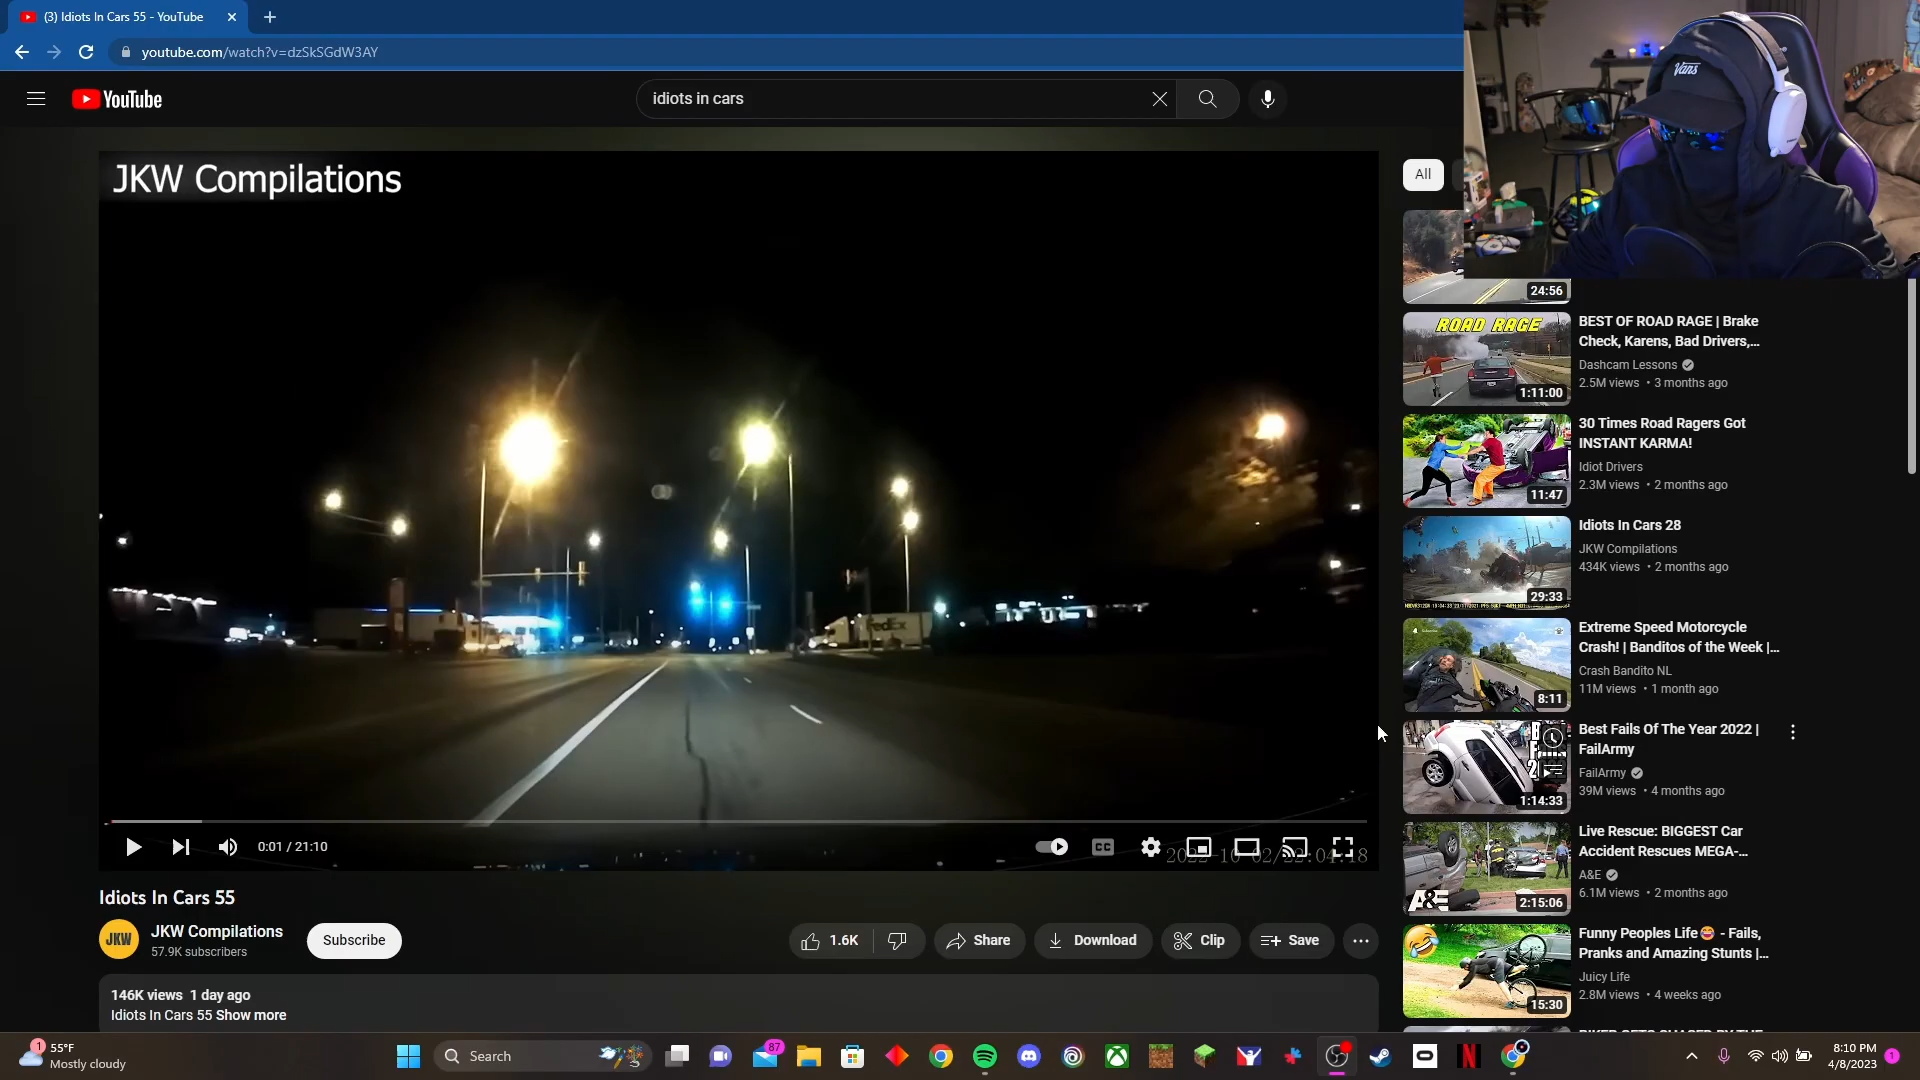 (3) Idiots In Cars 55 - YouTube
youtube.com/watch?v=dzSkSGdW3AY
YouTube
idiots in cars
Vans
JKW Compilations
FedEx
0:01 / 21:10
CC
Idiots In Cars 55
JKW
JKW Compilations
57.9K subscribers
Subscribe
1.6K
Share
Download
Clip
Save
146K views 1 day ago
Idiots In Cars 55 Show more
All
24:56
ROAD RAGE
1:11:00
BEST OF ROAD RAGE | Brake
Check, Karens, Bad Drivers,...
Dashcam Lessons
2.5M views • 3 months ago
11:47
30 Times Road Ragers Got
INSTANT KARMA!
Idiot Drivers
2.3M views • 2 months ago
29:33
Idiots In Cars 28
JKW Compilations
434K views • 2 months ago
8:11
Extreme Speed Motorcycle
Crash! | Banditos of the Week |...
Crash Bandito NL
11M views • 1 month ago
1:14:33
Best Fails Of The Year 2022 |
FailArmy
FailArmy
39M views • 4 months ago
A&E
2:15:06
Live Rescue: BIGGEST Car
Accident Rescues MEGA-...
A&E
6.1M views • 2 months ago
15:30
Funny Peoples Life😂 - Fails,
Pranks and Amazing Stunts |...
Juicy Life
2.8M views • 4 weeks ago
1
55°F
Mostly cloudy
Search
87
N
8:10 PM
4/8/2023
1